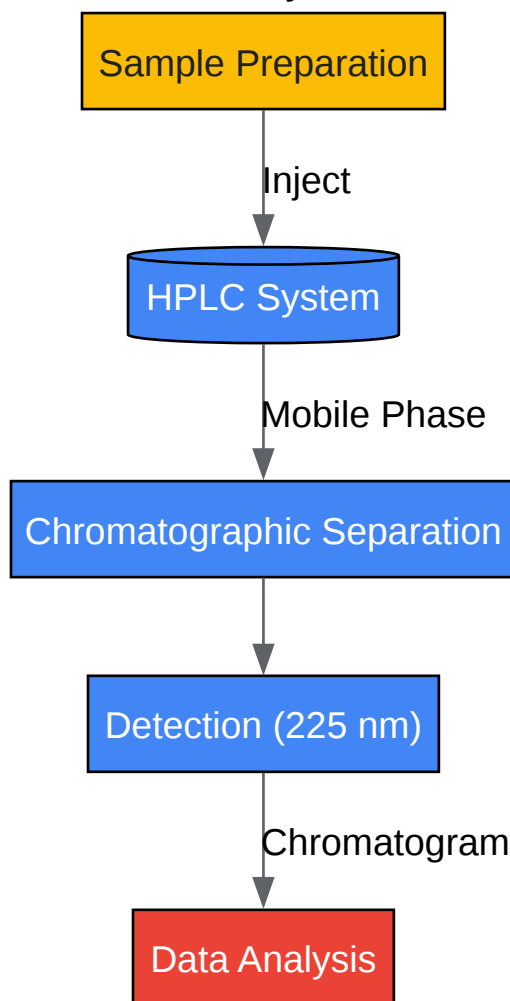 Sample Preparation
Inject
HPLC System
Mobile Phase
Chromatographic Separation
Detection (225 nm)
Chromatogram
Data Analysis